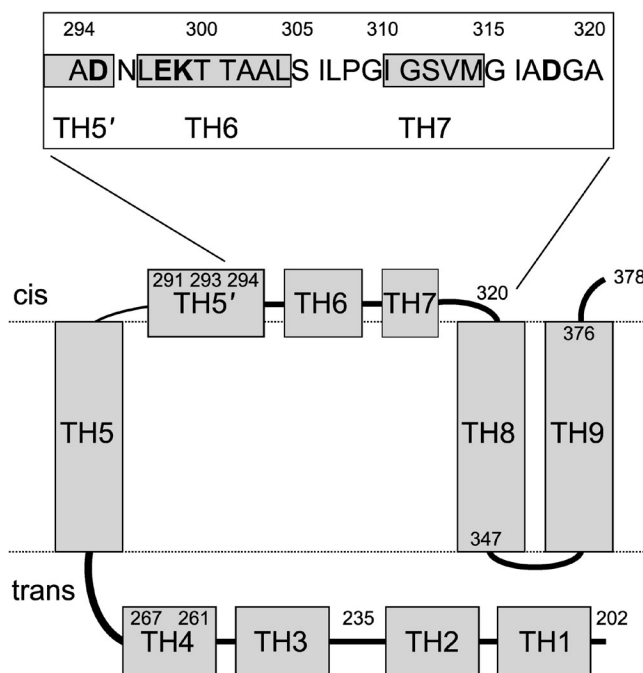 294 300 305 310 315 320
AD NLEKT TAALS ILPGI GSVMG IADGA
TH5′ TH6 TH7
378
291 293 294
320
cis
TH5′ TH6 TH7
376
TH5 TH8 TH9
347
trans
267 261 235 202
TH4 TH3 TH2 TH1